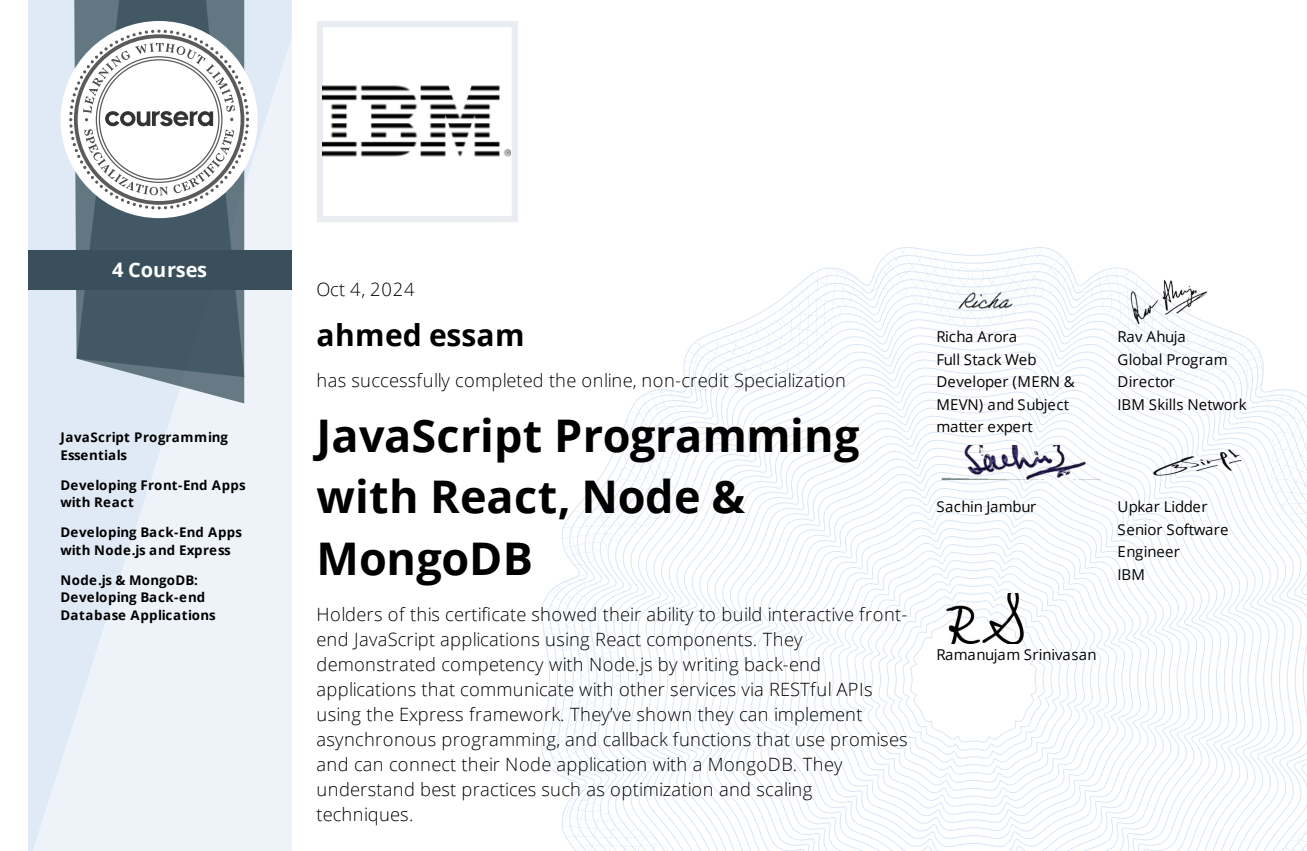 LEARNING WITHOUT LIMITS
coursera
SPECIALIZATION CERTIFICATE
4 Courses
JavaScript Programming
Essentials
Developing Front-End Apps
with React
Developing Back-End Apps
with Node.js and Express
Node.js & MongoDB:
Developing Back-end
Database Applications
IBM®
Oct 4, 2024
ahmed essam
has successfully completed the online, non-credit Specialization
JavaScript Programming
with React, Node &
MongoDB
Holders of this certificate showed their ability to build interactive front-
end JavaScript applications using React components. They
demonstrated competency with Node.js by writing back-end
applications that communicate with other services via RESTful APIs
using the Express framework. They’ve shown they can implement
asynchronous programming, and callback functions that use promises
and can connect their Node application with a MongoDB. They
understand best practices such as optimization and scaling
techniques.
Richa
Richa Arora
Full Stack Web
Developer (MERN &
MEVN) and Subject
matter expert
Rav Ahuja
Rav Ahuja
Global Program
Director
IBM Skills Network
Sachin J
Sachin Jambur
Upkar Lidder
Senior Software
Engineer
IBM
RS
Ramanujam Srinivasan